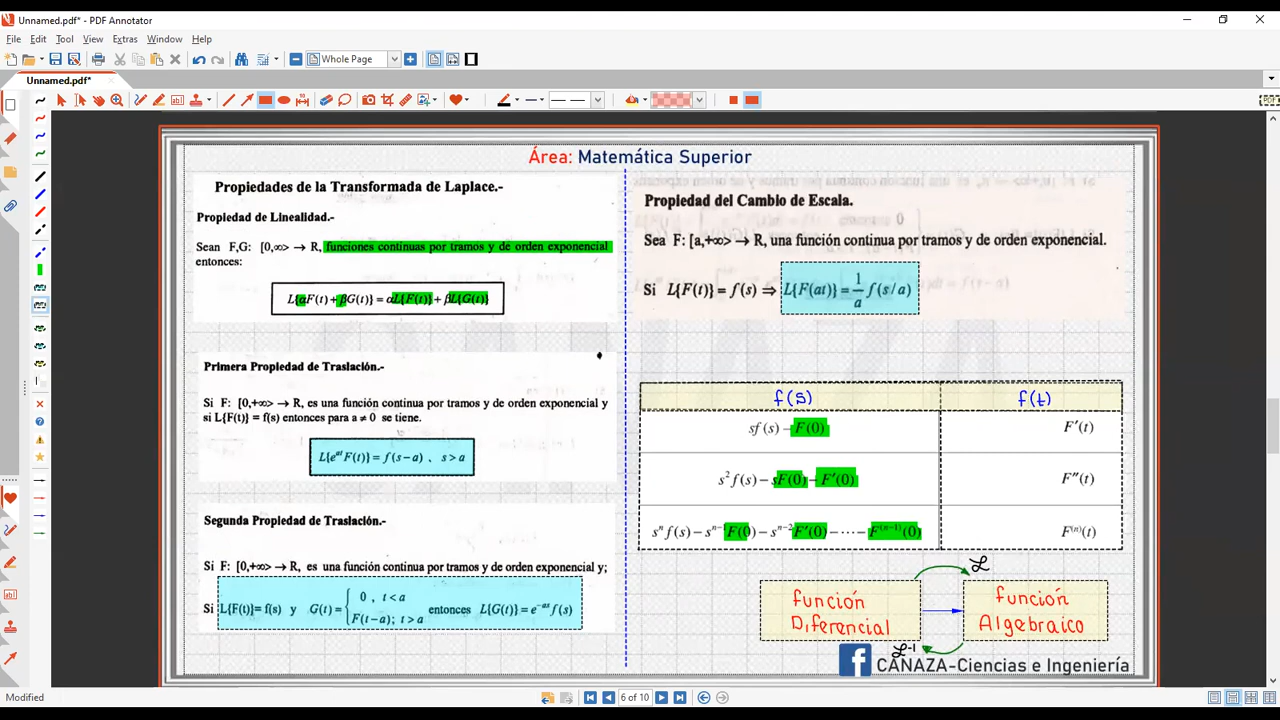 Unnamed.pdf* - PDF Annotator
File Edit Tool View Extras Window Help
Whole Page
Unnamed.pdf*
Área: Matemática Superior
Propiedades de la Transformada de Laplace.-
Propiedad de Linealidad.-
Sean F,G: [0,∞> → R, funciones continuas por tramos y de orden exponencial
entonces:
L{αF(t)+βG(t)} = αL{F(t)} + βL{G(t)}
Primera Propiedad de Traslación.-
Si F: [0,+∞> → R, es una función continua por tramos y de orden exponencial y
si L{F(t)} = f(s) entonces para a ≠ 0 se tiene.
L{e^{at}F(t)} = f(s−a) , s > a
Segunda Propiedad de Traslación.-
Si F: [0,+∞> → R, es una función continua por tramos y de orden exponencial y;
Si L{F(t)}= f(s) y G(t) = { 0 , t < a
F(t−a); t > a entonces L{G(t)} = e^{−as} f(s)
Propiedad del Cambio de Escala.
Sea F: [a,+∞> → R, una función continua por tramos y de orden exponencial.
Si L{F(t)} = f(s) ⇒ L{F(at)} = 1/a f(s/a)
f(s) f(t)
sf(s) − F(0) F'(t)
s²f(s) − sF(0) − F'(0) F''(t)
sⁿf(s) − s^{n−1}F(0) − s^{n−2}F'(0) − ⋯ − F^{(n−1)}(0) F^{(n)}(t)
ℒ
función
Diferencial
función
Algebraico
ℒ⁻¹
f CANAZA-Ciencias e Ingeniería
Modified
6 of 10